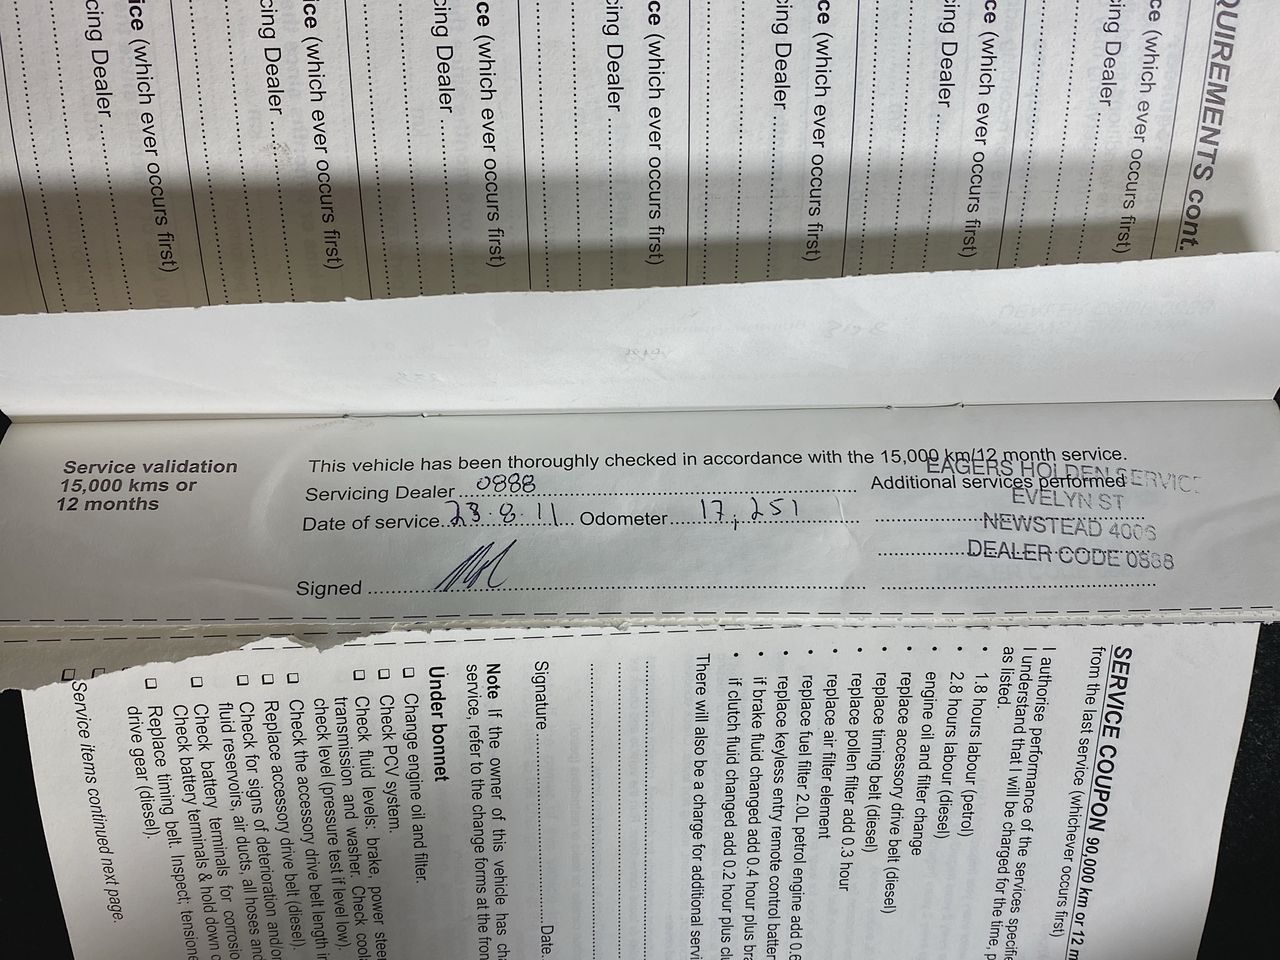 QUIREMENTS cont.
ce (which ever occurs first)
cing Dealer
ce (which ever occurs first)
cing Dealer
ce (which ever occurs first)
cing Dealer
ce (which ever occurs first)
cing Dealer
ce (which ever occurs first)
cing Dealer
ice (which ever occurs first)
cing Dealer
ice (which ever occurs first)
cing Dealer
Service validation
15,000 kms or
12 months
This vehicle has been thoroughly checked in accordance with the 15,000 km/12 month service.
Servicing Dealer 0888
Date of service 23.8.11 Odometer 17,251
Signed
Additional services performed
EAGERS HOLDEN SERVICE
EVELYN ST
NEWSTEAD 4006
DEALER CODE 0888
SERVICE COUPON 90,000 km or 12 m
from the last service (whichever occurs first)
I authorise performance of the services specifie
I understand that I will be charged for the time, p
as listed.
• 1.8 hours labour (petrol)
• 2.8 hours labour (diesel)
• engine oil and filter change
• replace accessory drive belt (diesel)
• replace timing belt (diesel)
• replace pollen filter add 0.3 hour
• replace air filter element
• replace fuel filter 2.0L petrol engine add 0.6
• replace keyless entry remote control batter
• if brake fluid changed add 0.4 hour plus bra
• if clutch fluid changed add 0.2 hour plus clu
There will also be a charge for additional servi
Signature Date
Note If the owner of this vehicle has cha
service, refer to the change forms at the fron
Under bonnet
❑ Change engine oil and filter.
❑ Check PCV system.
❑ Check fluid levels: brake, power steer
transmission and washer. Check cool
check level (pressure test if level low).
❑ Check the accessory drive belt length i
❑ Replace accessory drive belt (diesel).
❑ Check for signs of deterioration and/or
fluid reservoirs, air ducts, all hoses and
❑ Check battery terminals for corrosio
Check battery terminals & hold down c
❑ Replace timing belt. Inspect; tensione
drive gear (diesel).
Service items continued next page.